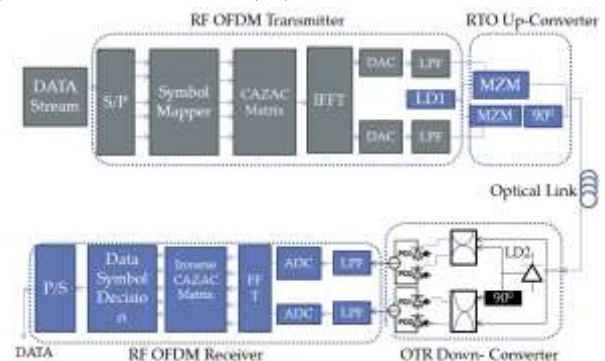 RF OFDM Transmitter
RTO Up-Converter
DATA
Stream
S/P
Symbol
Mapper
CAZAC
Matrix
IFFT
DAC
LPF
LD1
DAC
LPF
MZM
MZM
90⁰
Optical Link
P/S
Data
Symbol
Decisio
n
Inverse
CAZAC
Matrix
FF
T
ADC
LPF
ADC
LPF
LD2
90⁰
DATA
RF OFDM Receiver
OTR Down- Converter